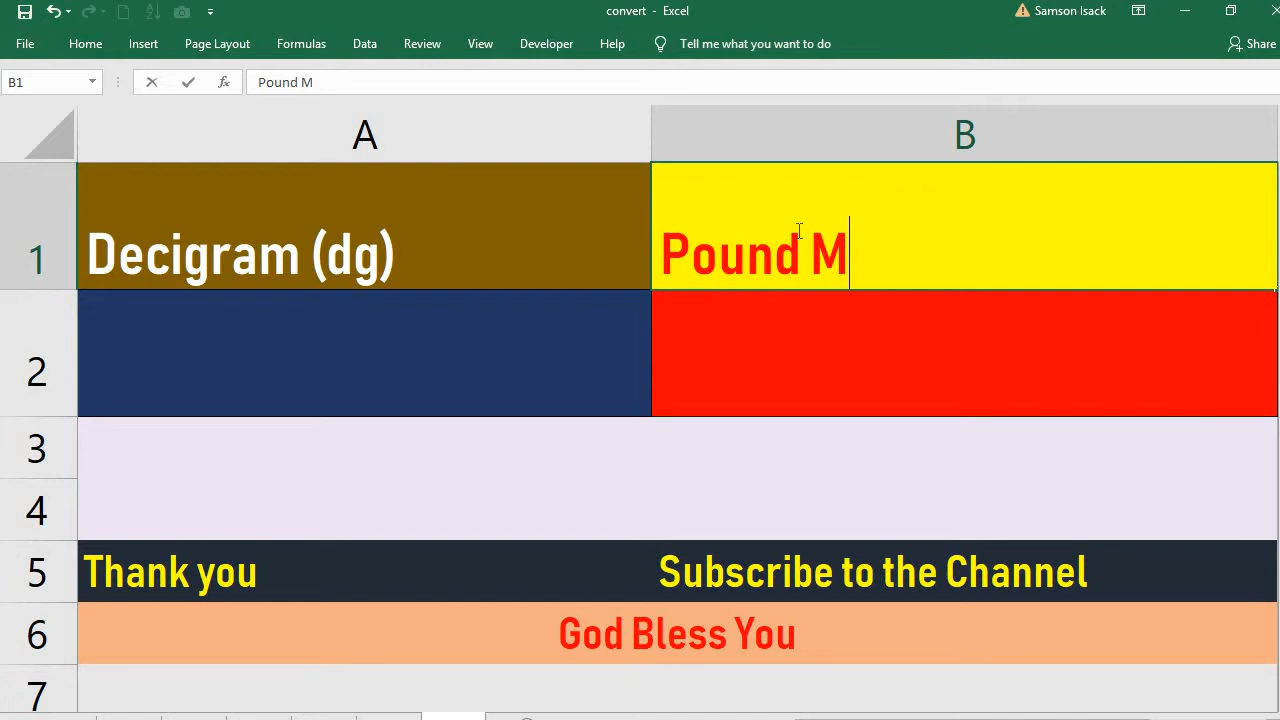 convert - Excel
Samson Isack
File Home Insert Page Layout Formulas Data Review View Developer Help Tell me what you want to do Share
B1 fx Pound M
A B
1 Decigram (dg) Pound M
2
3
4
5 Thank you Subscribe to the Channel
6 God Bless You
7